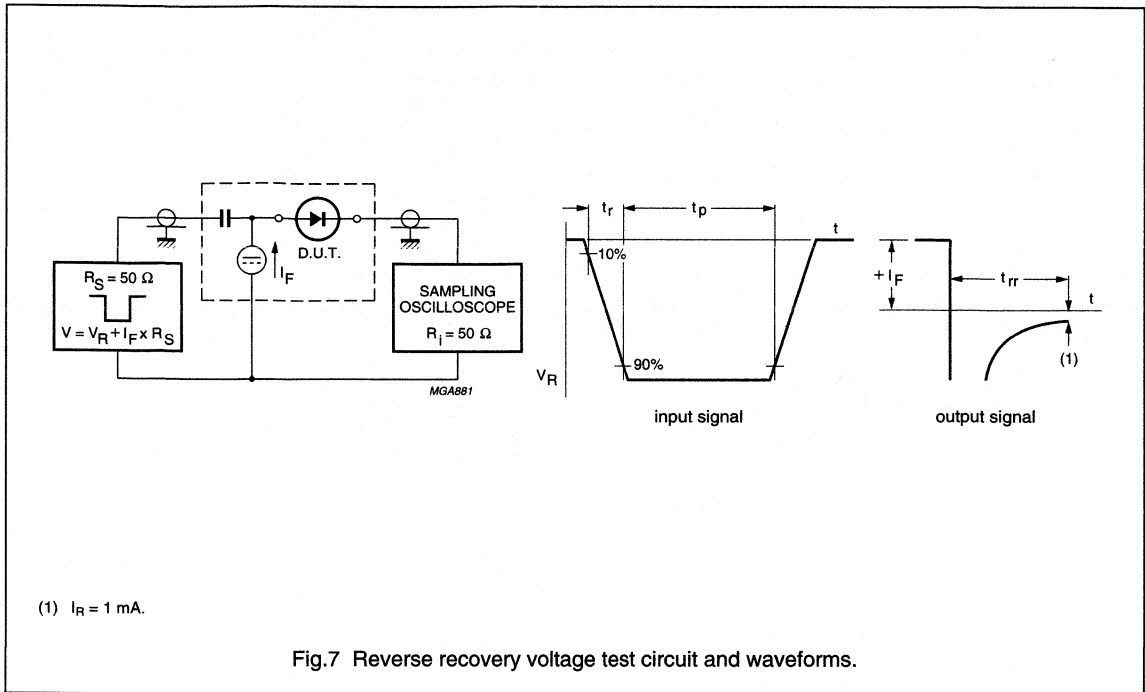 R_S = 50 Ω
V = V_R + I_F x R_S
I_F
D.U.T.
SAMPLING
OSCILLOSCOPE
R_i = 50 Ω
MGA881
t_r
t_p
t
10%
90%
V_R
input signal
+ I_F
t_rr
t
(1)
output signal
(1) I_R = 1 mA.
Fig.7 Reverse recovery voltage test circuit and waveforms.